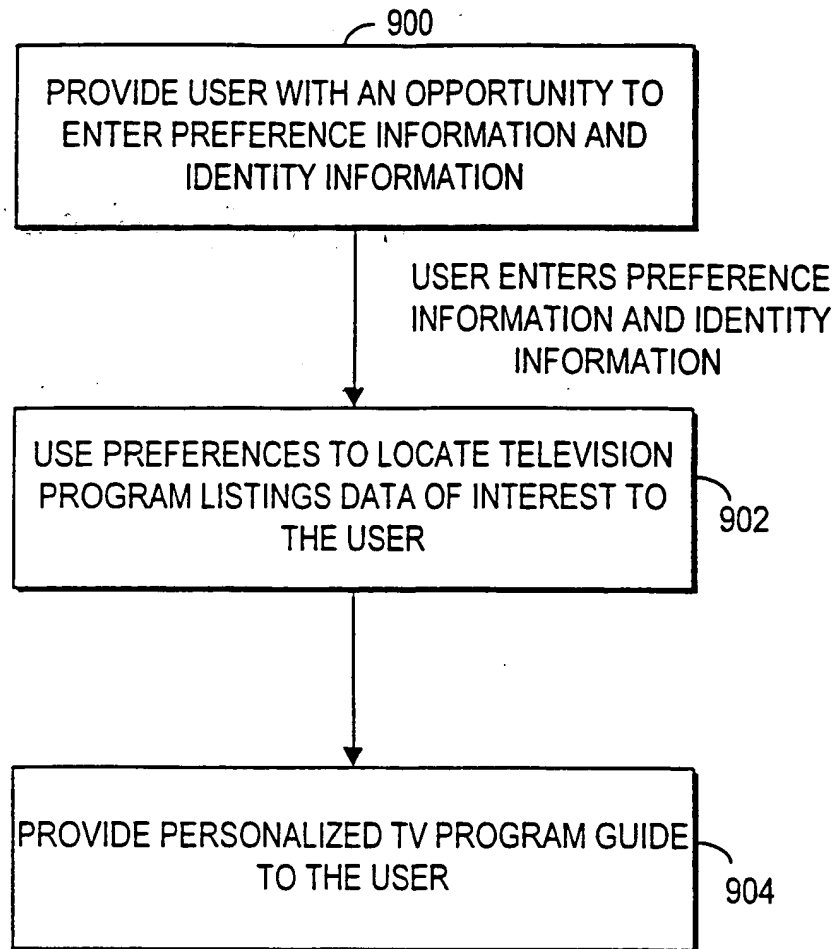 900
PROVIDE USER WITH AN OPPORTUNITY TO
ENTER PREFERENCE INFORMATION AND
IDENTITY INFORMATION
USER ENTERS PREFERENCE
INFORMATION AND IDENTITY
INFORMATION
USE PREFERENCES TO LOCATE TELEVISION
PROGRAM LISTINGS DATA OF INTEREST TO
THE USER
902
PROVIDE PERSONALIZED TV PROGRAM GUIDE
TO THE USER
904